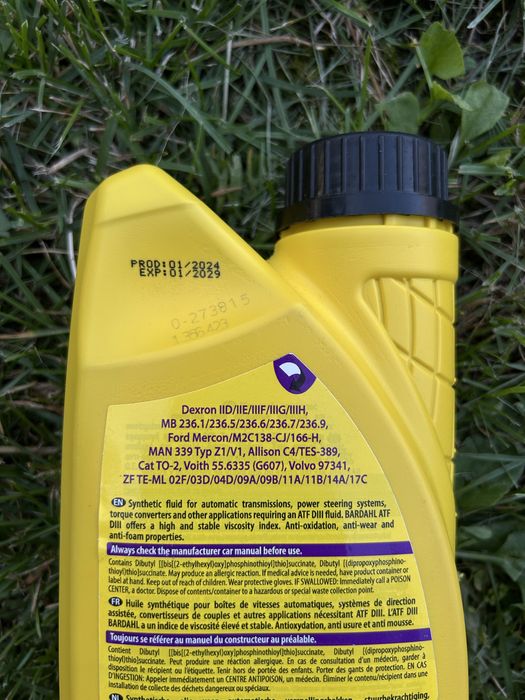 PROD:01/2024
EXP:01/2029
0-273815
Dexron IID/IIE/IIIF/IIIG/IIIH,
MB 236.1/236.5/236.6/236.7/236.9,
Ford Mercon/M2C138-CJ/166-H,
MAN 339 Typ Z1/V1, Allison C4/TES-389,
Cat TO-2, Voith 55.6335 (G607), Volvo 97341,
ZF TE-ML 02F/03D/04D/09A/09B/11A/11B/14A/17C
EN Synthetic fluid for automatic transmissions, power steering systems,
torque converters and other applications requiring an ATF DIII fluid. BARDAHL ATF
DIII offers a high and stable viscosity index. Anti-oxidation, anti-wear and
anti-foam properties.
Always check the manufacturer car manual before use.
Contains Dibutyl [[bis[(2-ethylhexyl)oxy]phosphinothioyl]thio]succinate, Dibutyl [(dipropoxyphosphino-
thioyl)thio]succinate. May produce an allergic reaction. If medical advice is needed, have product container or
label at hand. Keep out of reach of children. Wear protective gloves. IF SWALLOWED: Immediately call a POISON
CENTER, a doctor. Dispose of contents/container to a hazardous or special waste collection point.
FR Huile synthétique pour boîtes de vitesses automatiques, systèmes de direction
assistée, convertisseurs de couples et autres applications nécessitant ATF DIII. L'ATF DIII
BARDAHL a un indice de viscosité élevé et stable. Antioxydation, anti usure et anti mousse.
Toujours se référer au manuel du constructeur au préalable.
Contient Dibutyl [[bis[(2-ethylhexyl)oxy]phosphinothioyl]thio]succinate, Dibutyl [(dipropoxyphosphino-
thioyl)thio]succinate. Peut produire une réaction allergique. En cas de consultation d'un médecin, garder à
disposition le récipient ou l'étiquette. Tenir hors de portée des enfants. Porter des gants de protection. EN CAS
D'INGESTION: Appeler immédiatement un CENTRE ANTIPOISON, un médecin. Éliminer le contenu/récipient dans une
installation de collecte des déchets dangereux ou spéciaux.